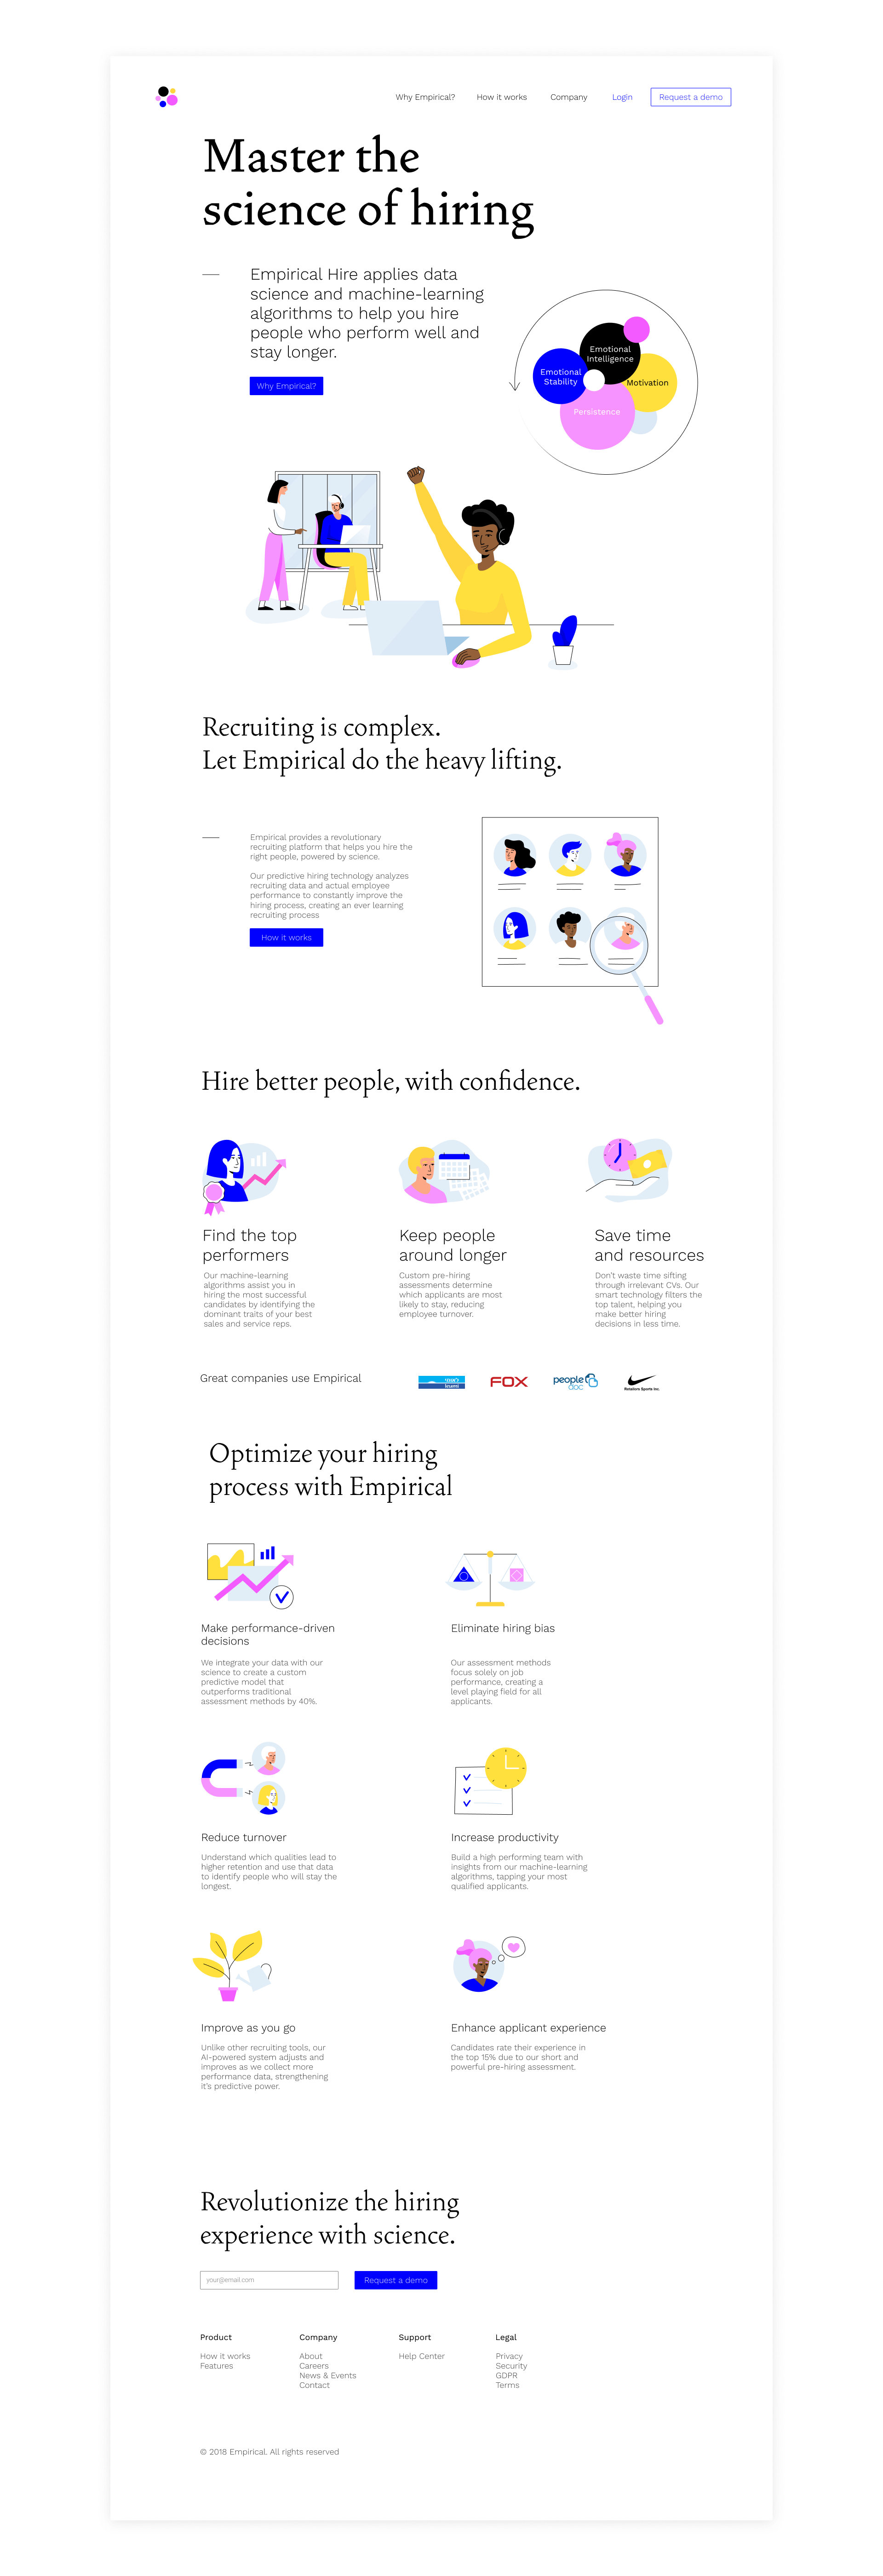 Why Empirical?
How it works
Company
Login
Request a demo
Master the
science of hiring
Empirical Hire applies data
science and machine-learning
algorithms to help you hire
people who perform well and
stay longer.
Why Empirical?
Emotional
Intelligence
Emotional
Stability
Motivation
Persistence
Recruiting is complex.
Let Empirical do the heavy lifting.
Empirical provides a revolutionary
recruiting platform that helps you hire the
right people, powered by science.
Our predictive hiring technology analyzes
recruiting data and actual employee
performance to constantly improve the
hiring process, creating an ever learning
recruiting process
How It works
Hire better people, with confidence.
Find the top
performers
Our machine-learning
algorithms assist you in
hiring the most successful
candidates by identifying the
dominant traits of your best
sales and service reps.
Keep people
around longer
Custom pre-hiring
assessments determine
which applicants are most
likely to stay, reducing
employee turnover.
Save time
and resources
Don't waste time sifting
through irrelevant CVs. Our
smart technology filters the
top talent, helping you
make better hiring
decisions in less time.
Great companies use Empirical
לאומי
leumi
FOX
people
DOC
Retailors Sports Inc.
Optimize your hiring
process with Empirical
Make performance-driven
decisions
We integrate your data with our
science to create a custom
predictive model that
outperforms traditional
assessment methods by 40%.
Eliminate hiring bias
Our assessment methods
focus solely on job
performance, creating a
level playing field for all
applicants.
Reduce turnover
Understand which qualities lead to
higher retention and use that data
to identify people who will stay the
longest.
Increase productivity
Build a high performing team with
insights from our machine-learning
algorithms, tapping your most
qualified applicants.
Improve as you go
Unlike other recruiting tools, our
AI-powered system adjusts and
improves as we collect more
performance data, strengthening
it's predictive power.
Enhance applicant experience
Candidates rate their experience in
the top 15% due to our short and
powerful pre-hiring assessment.
Revolutionize the hiring
experience with science.
your@email.com
Request a demo
Product
How it works
Features
Company
About
Careers
News & Events
Contact
Support
Help Center
Legal
Privacy
Security
GDPR
Terms
© 2018 Empirical. All rights reserved